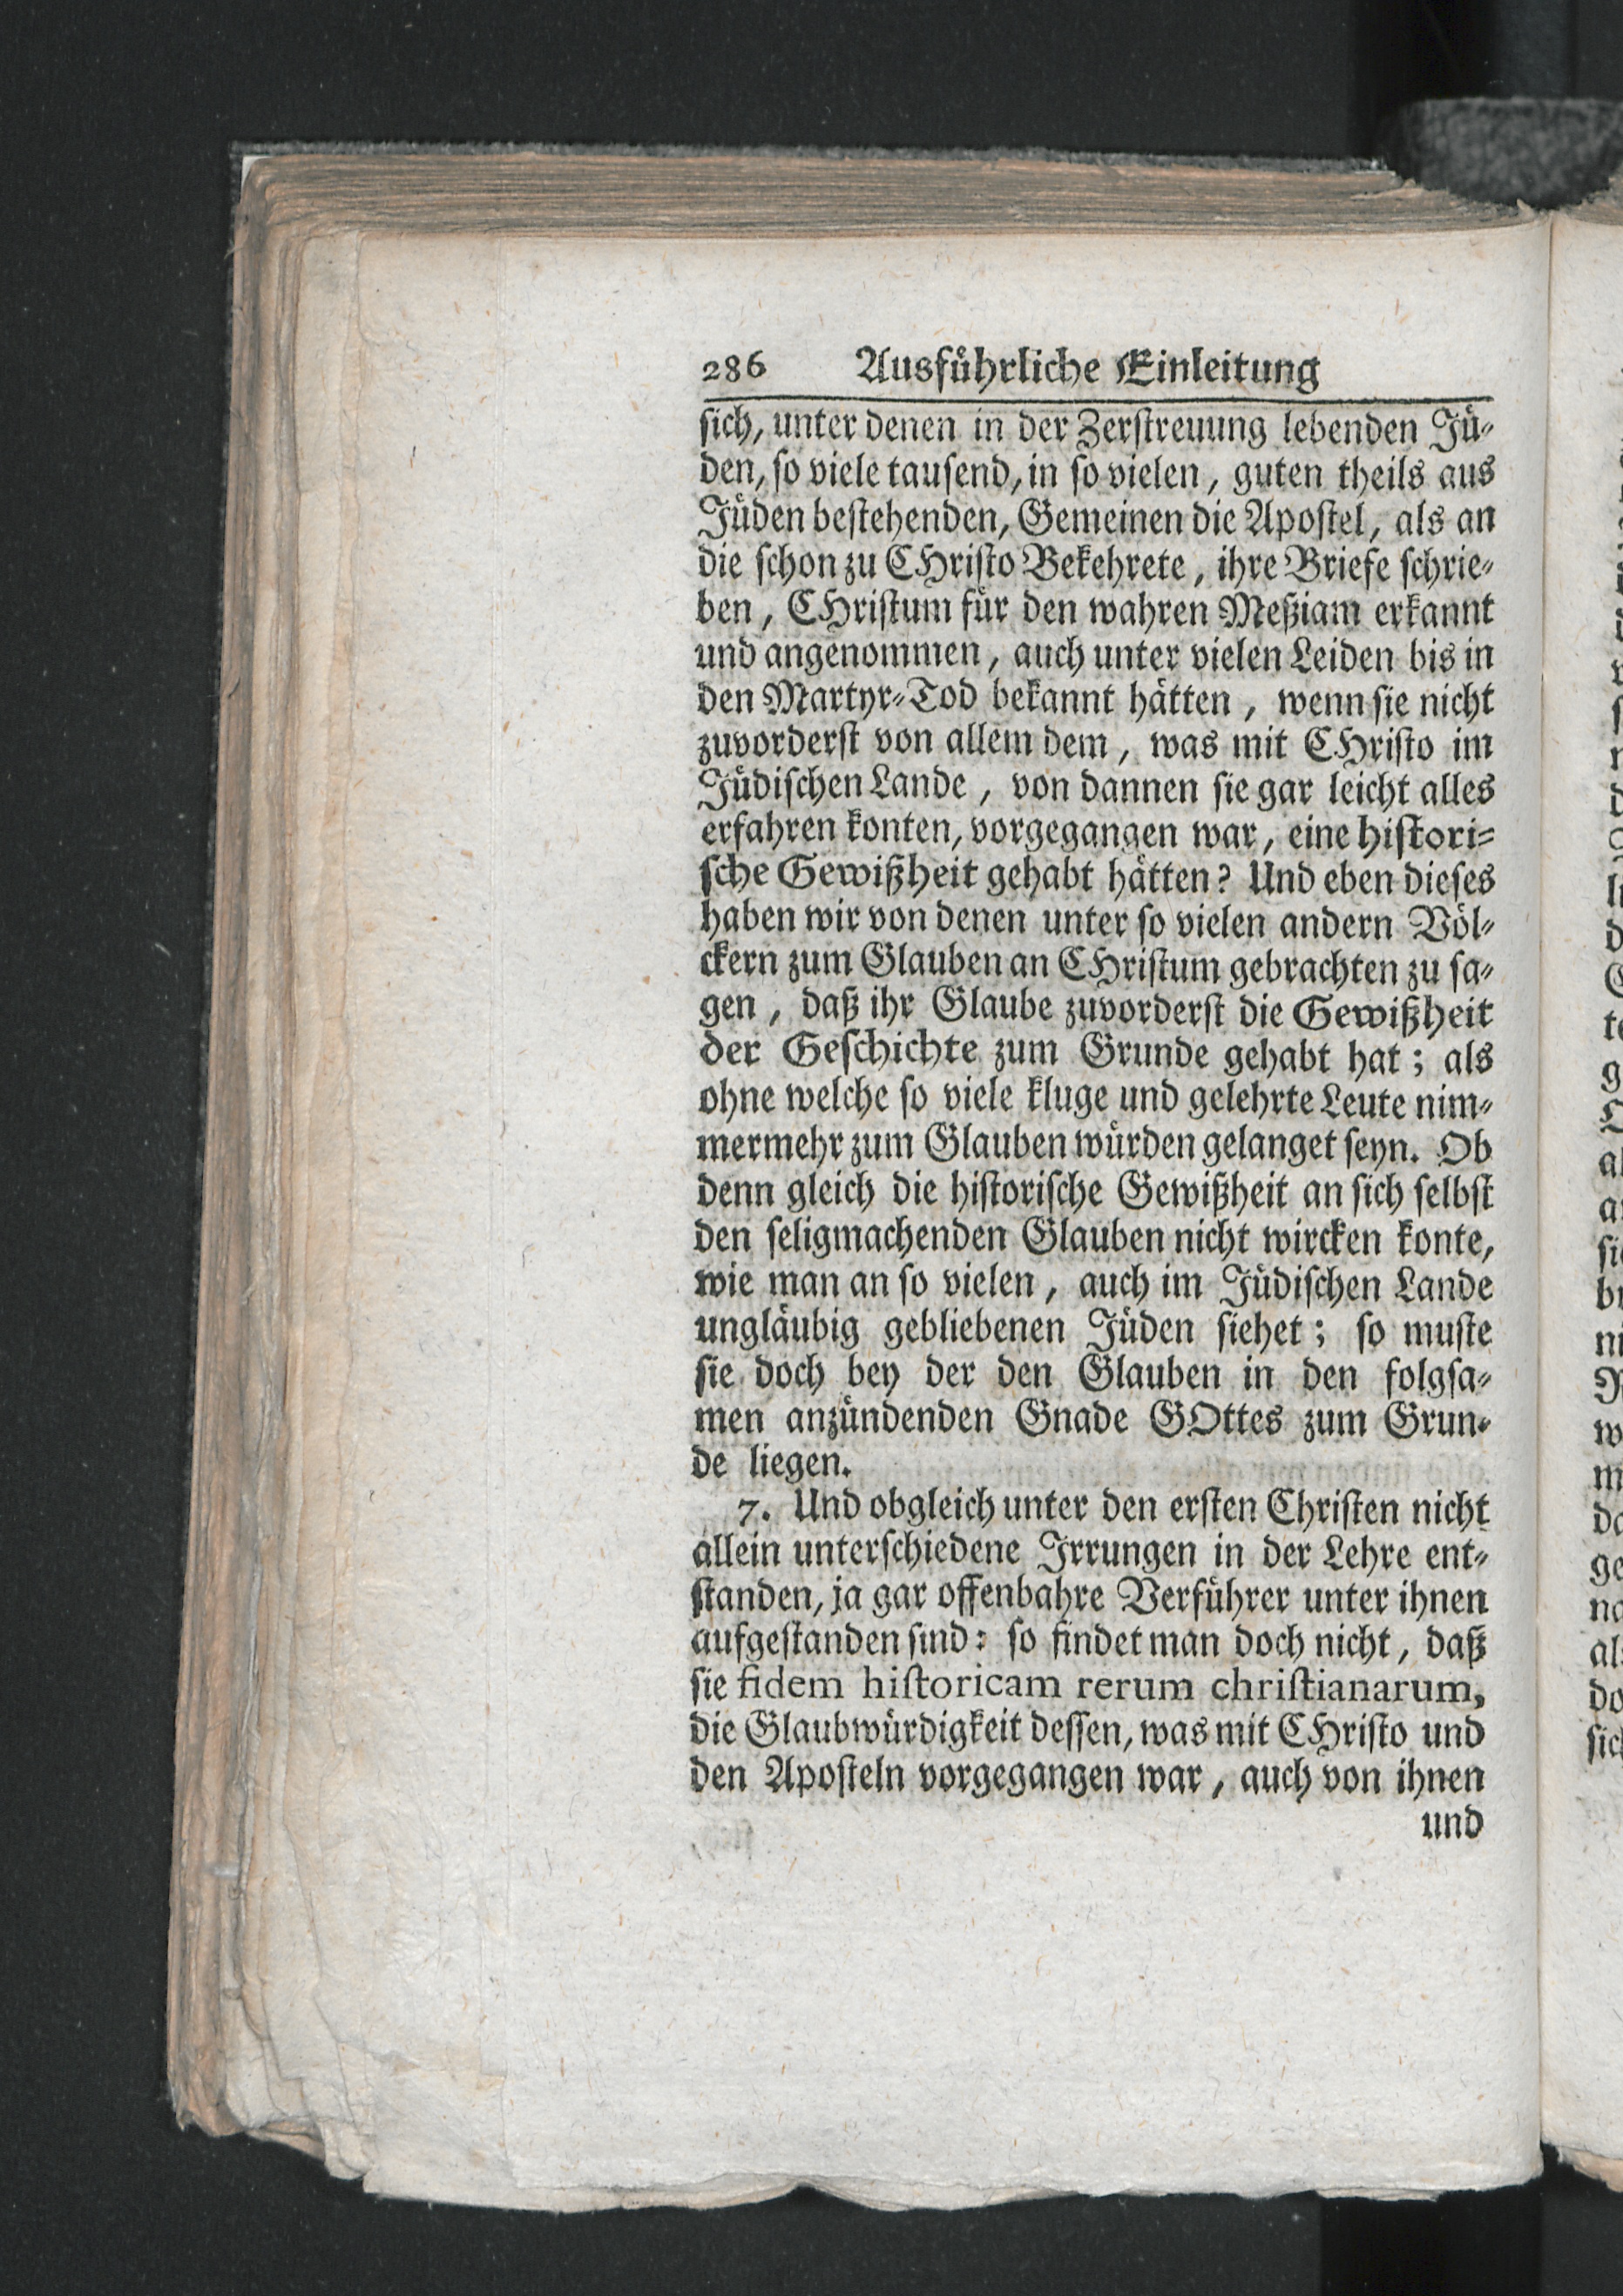 286 Ausführliche Einleitung
sich, unter denen in der Zerstreuung lebenden Jü-
den, so viele tausend, in so vielen, guten theils aus
Jüden bestehenden, Gemeinen die Apostel, als an
die schon zu CHristo Bekehrete, ihre Briefe schrie-
ben, CHristum für den wahren Meßiam erkannt
und angenommen, auch unter vielen Leiden bis in
den Martyr-Tod bekannt hätten, wenn sie nicht
zuvorderst von allem dem, was mit CHristo im
Jüdischen Lande, von dannen sie gar leicht alles
erfahren konten, vorgegangen war, eine histori-
sche Gewißheit gehabt hätten? Und eben dieses
haben wir von denen unter so vielen andern Völ-
ckern zum Glauben an CHristum gebrachten zu sa-
gen, daß ihr Glaube zuvorderst die Gewißheit
der Geschichte zum Grunde gehabt hat; als
ohne welche so viele kluge und gelehrte Leute nim-
mermehr zum Glauben würden gelanget seyn. Ob
denn gleich die historische Gewißheit an sich selbst
den seligmachenden Glauben nicht wircken konte,
wie man an so vielen, auch im Jüdischen Lande
ungläubig gebliebenen Jüden siehet; so muste
sie doch bey der den Glauben in den folgsa-
men anzündenden Gnade GOttes zum Grun-
de liegen.
7. Und obgleich unter den ersten Christen nicht
allein unterschiedene Irrungen in der Lehre ent-
standen, ja gar offenbahre Verführer unter ihnen
aufgestanden sind: so findet man doch nicht, daß
sie fidem historicam rerum christianarum,
die Glaubwürdigkeit dessen, was mit CHristo und
den Aposteln vorgegangen war, auch von ihnen
und